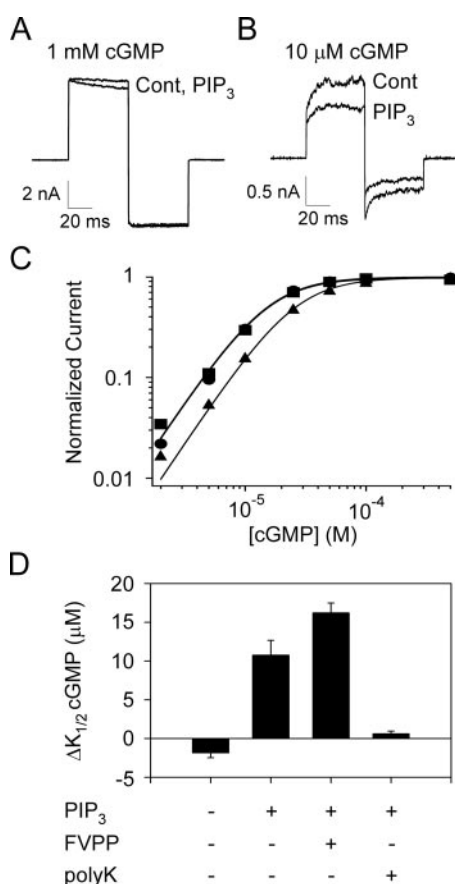 A
1 mM cGMP
Cont, PIP3
2 nA
20 ms
B
10 μM cGMP
Cont
PIP3
0.5 nA
20 ms
C
Normalized Current
1
0.1
0.01
10-5
10-4
[cGMP] (M)
D
ΔK1/2 cGMP (μM)
20
15
10
5
0
-5
PIP3 - + + +
FVPP - - + -
polyK - - - +